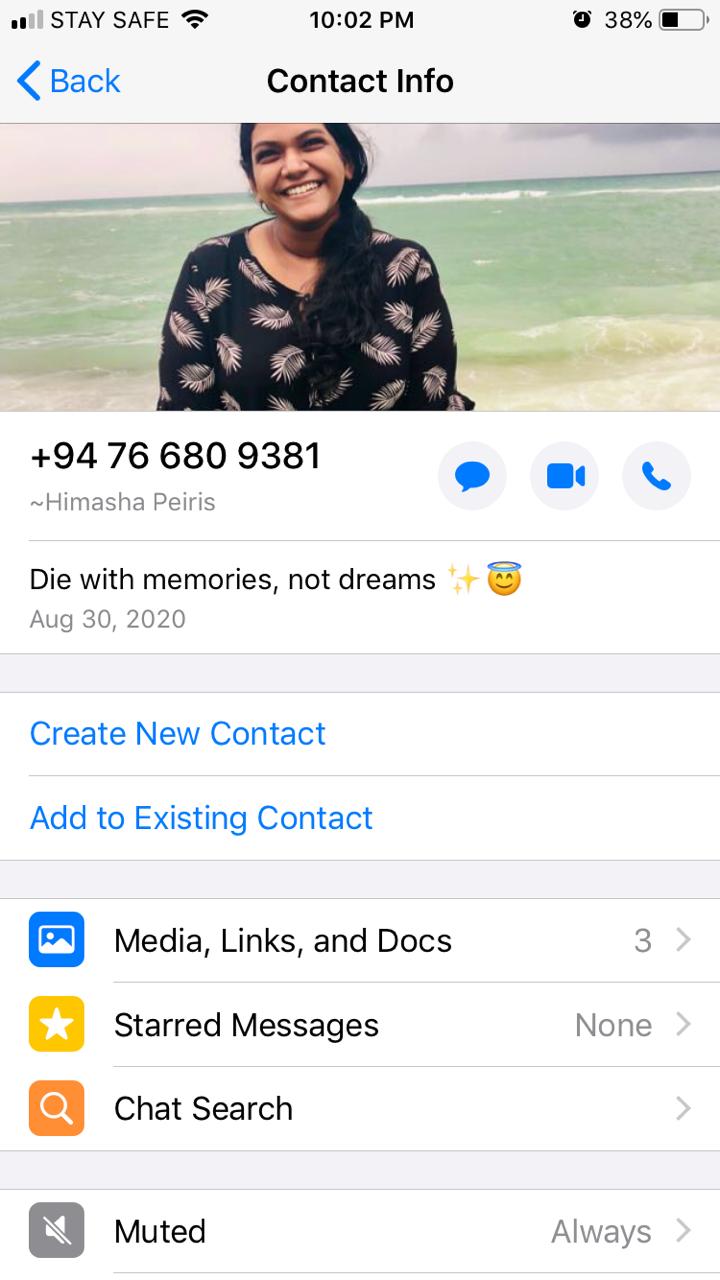 STAY SAFE 10:02 PM 38%
Back Contact Info
+94 76 680 9381
~Himasha Peiris
Die with memories, not dreams ✨😇
Aug 30, 2020
Create New Contact
Add to Existing Contact
Media, Links, and Docs 3
Starred Messages None
Chat Search
Muted Always